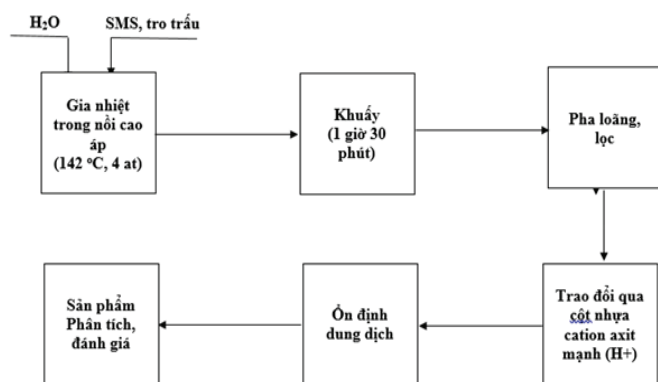 H₂O
SMS, tro trấu
Gia nhiệt
trong nồi cao
áp
(142 °C, 4 at)
Khuấy
(1 giờ 30
phút)
Pha loãng,
lọc
Trao đổi qua
cột nhựa
cation axit
mạnh (H+)
Ổn định
dung dịch
Sản phẩm
Phân tích,
đánh giá